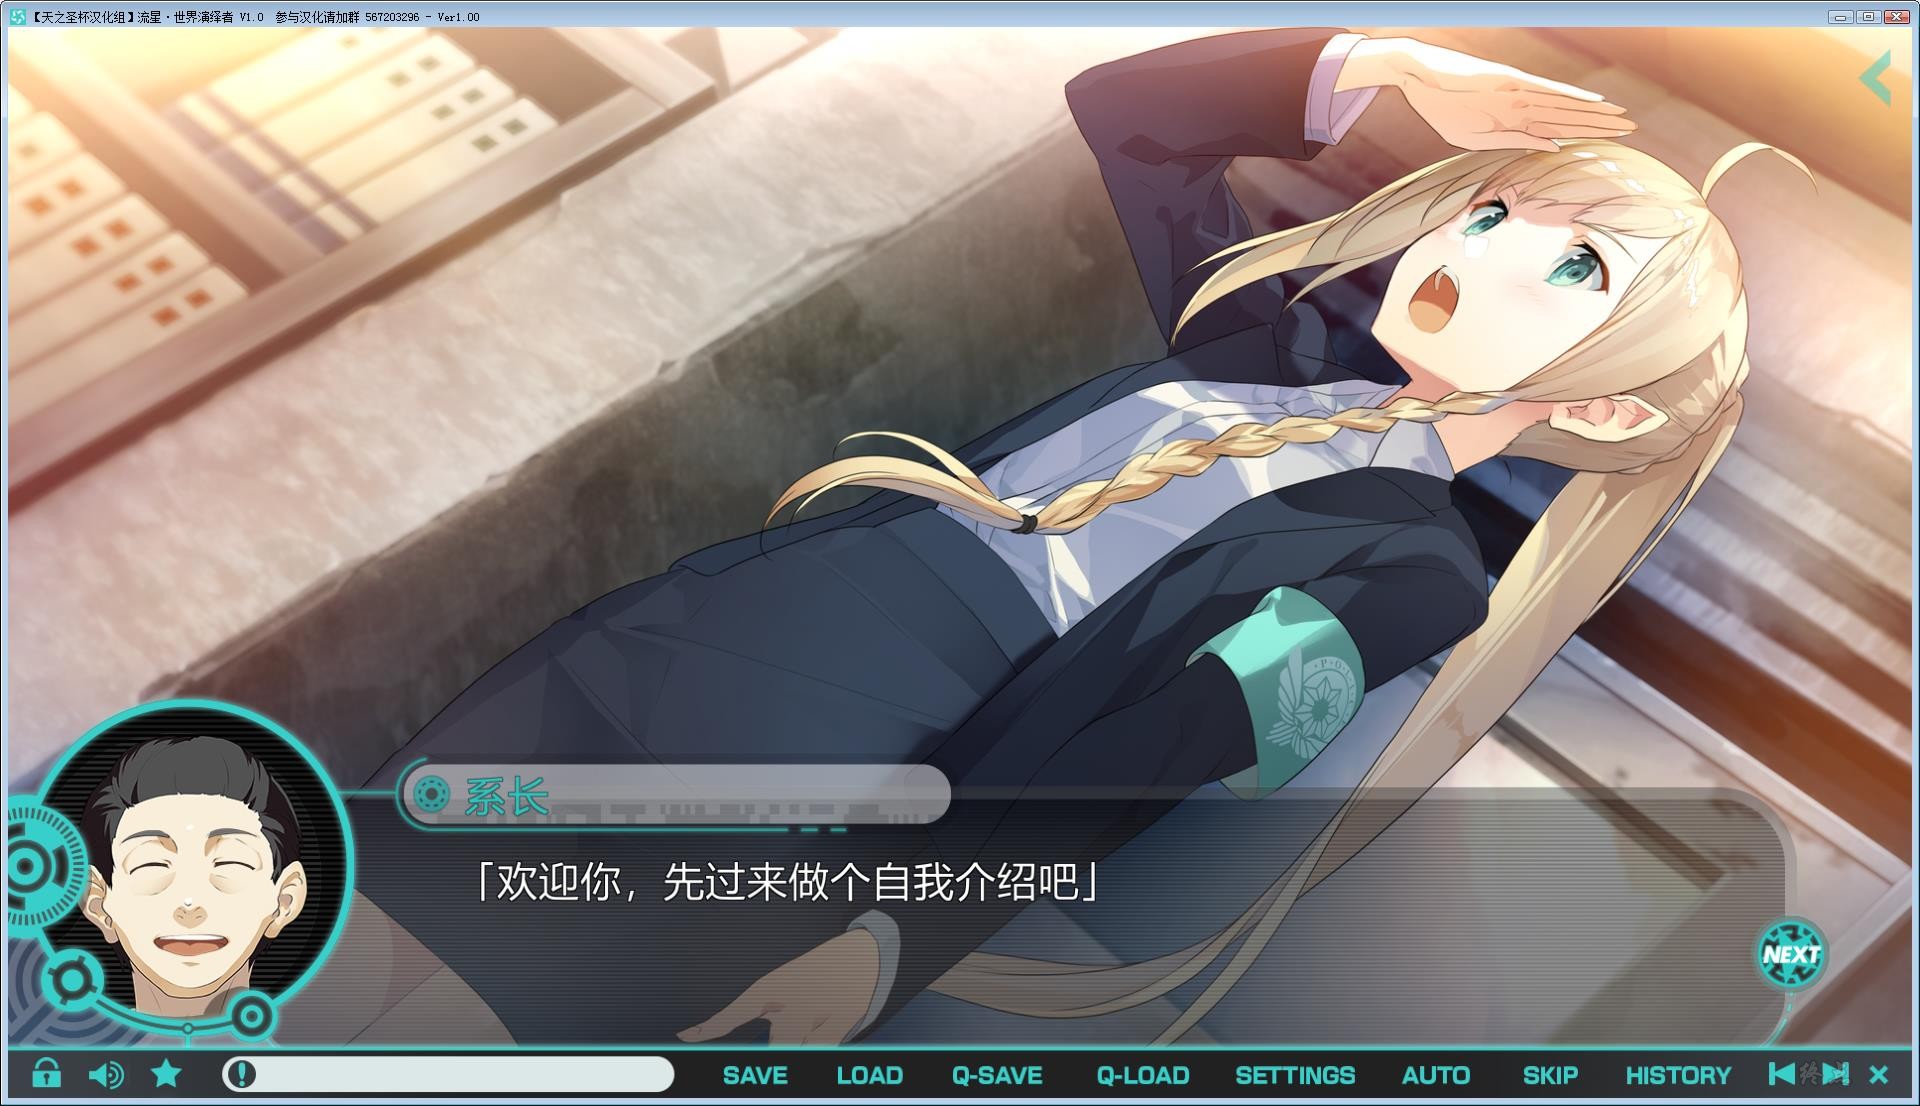 【天之圣杯汉化组】流星·世界演绎者 V1.0 参与汉化请加群 567203296 - Ver1.00
系长
「欢迎你，先过来做个自我介绍吧」
NEXT
SAVE LOAD Q-SAVE Q-LOAD SETTINGS AUTO SKIP HISTORY